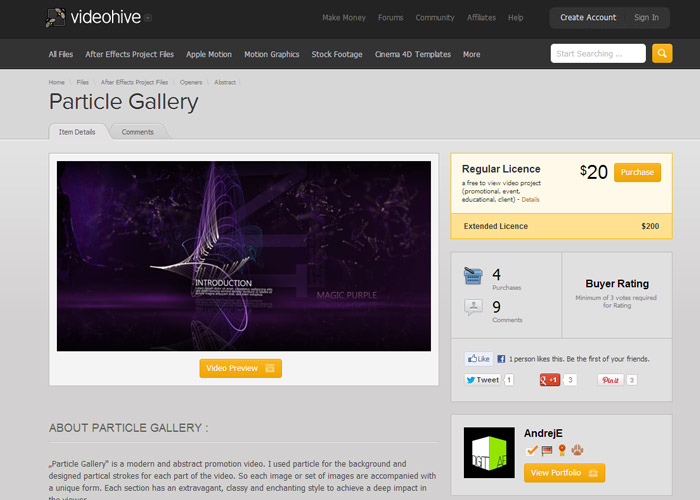 videohive
Make Money Forums Community Affiliates Help Create Account Sign In
All Files After Effects Project Files Apple Motion Motion Graphics Stock Footage Cinema 4D Templates More Start Searching ...
Home \ Files \ After Effects Project Files \ Openers \ Abstract \
Particle Gallery
Item Details Comments
INTRODUCTION
MAGIC PURPLE
Video Preview
Regular Licence $20 Purchase
a free to view video project
(promotional, event,
educational, client) - Details
Extended Licence $200
4
Purchases
9
Comments
Buyer Rating
Minimum of 3 votes required
for Rating
Like 1 person likes this. Be the first of your friends.
Tweet 1 g +1 3 Pin it 3
ABOUT PARTICLE GALLERY :
„Particle Gallery“ is a modern and abstract promotion video. I used particle for the background and
designed partical strokes for each part of the video. So each image or set of images are accompanied with
a unique form. Each section has an extravagant, classy and enchanting style to achieve a deep impact in
the viewer.
AndrejE
View Portfolio